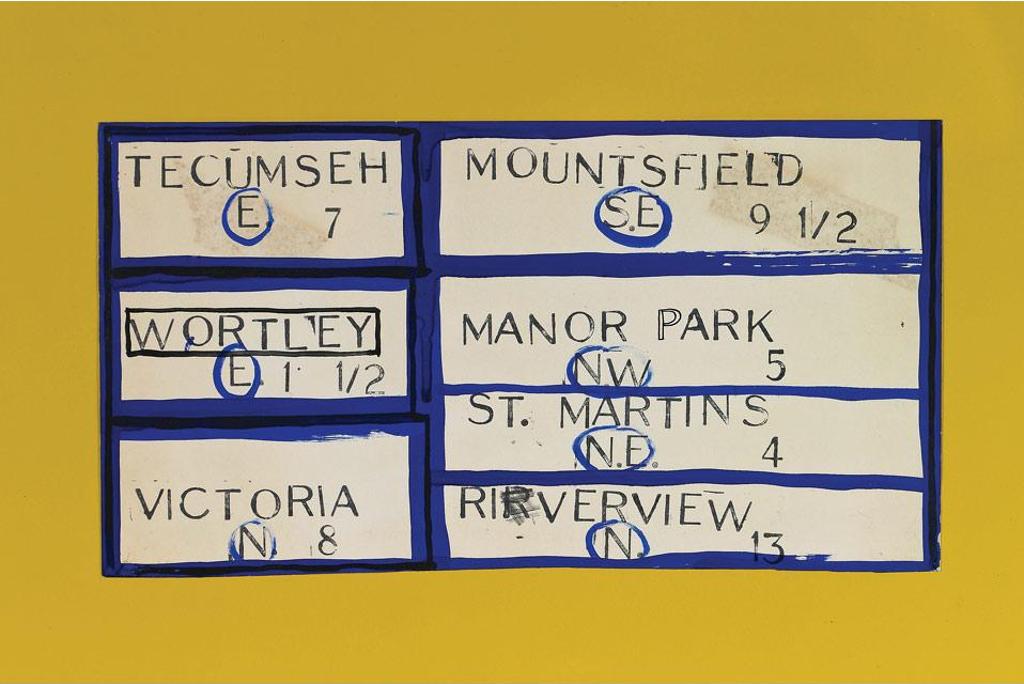 TECUMSEH
E. 7
WORTLEY
E. 1 1/2
VICTORIA
N 8
MOUNTSFIELD
S.E 9 1/2
MANOR PARK
NW 5
ST. MARTINS
N.E. 4
RIRVERVIEW
N. 13